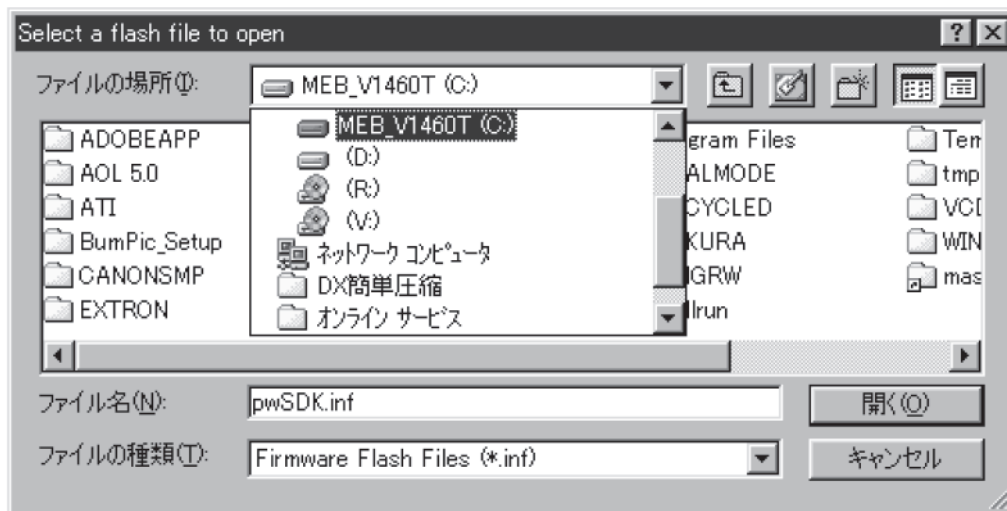 Select a flash file to open
ファイルの場所(I):
MEB_V1460T (C:)
MEB_V1460T (C:)
(D:)
(R:)
(V:)
ネットワーク コンピュータ
DX簡単圧縮
オンライン サービス
ADOBEAPP
AOL 5.0
ATI
BumPic_Setup
CANONSMP
EXTRON
gram Files
ALMODE
CYCLED
KURA
GRW
lrun
Tem
tmp
VCD
WIN
mas
ファイル名(N):
pwSDK.inf
開く(O)
ファイルの種類(T):
Firmware Flash Files (*.inf)
キャンセル